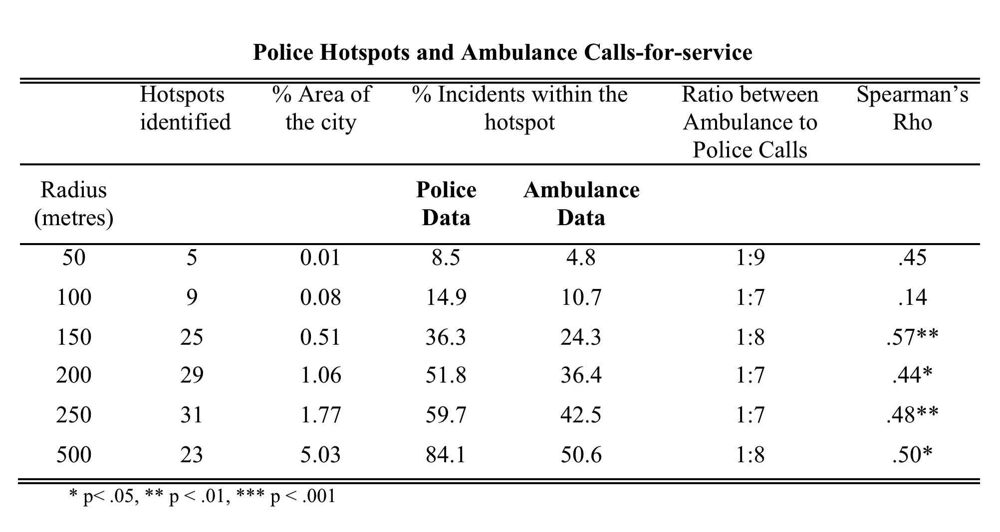 Police Hotspots and Ambulance Calls-for-service
Hotspots identified % Area of the city % Incidents within the hotspot Ratio between Ambulance to Police Calls Spearman's Rho
Radius (metres) Police Data Ambulance Data
50 5 0.01 8.5 4.8 1:9 .45
100 9 0.08 14.9 10.7 1:7 .14
150 25 0.51 36.3 24.3 1:8 .57**
200 29 1.06 51.8 36.4 1:7 .44*
250 31 1.77 59.7 42.5 1:7 .48**
500 23 5.03 84.1 50.6 1:8 .50*
* p< .05, ** p < .01, *** p < .001